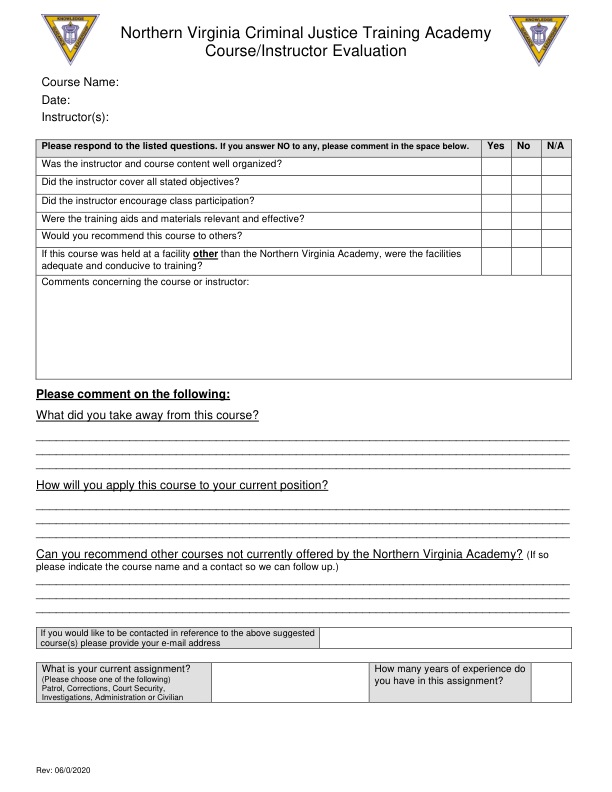 Northern Virginia Criminal Justice Training Academy
Course/Instructor Evaluation
Course Name:
Date:
Instructor(s):
Please respond to the listed questions. If you answer NO to any, please comment in the space below. Yes No N/A
Was the instructor and course content well organized?
Did the instructor cover all stated objectives?
Did the instructor encourage class participation?
Were the training aids and materials relevant and effective?
Would you recommend this course to others?
If this course was held at a facility other than the Northern Virginia Academy, were the facilities
adequate and conducive to training?
Comments concerning the course or instructor:
Please comment on the following:
What did you take away from this course?
How will you apply this course to your current position?
Can you recommend other courses not currently offered by the Northern Virginia Academy? (If so
please indicate the course name and a contact so we can follow up.)
If you would like to be contacted in reference to the above suggested
course(s) please provide your e-mail address
What is your current assignment?
(Please choose one of the following)
Patrol, Corrections, Court Security,
Investigations, Administration or Civilian
How many years of experience do
you have in this assignment?
Rev: 06/0/2020